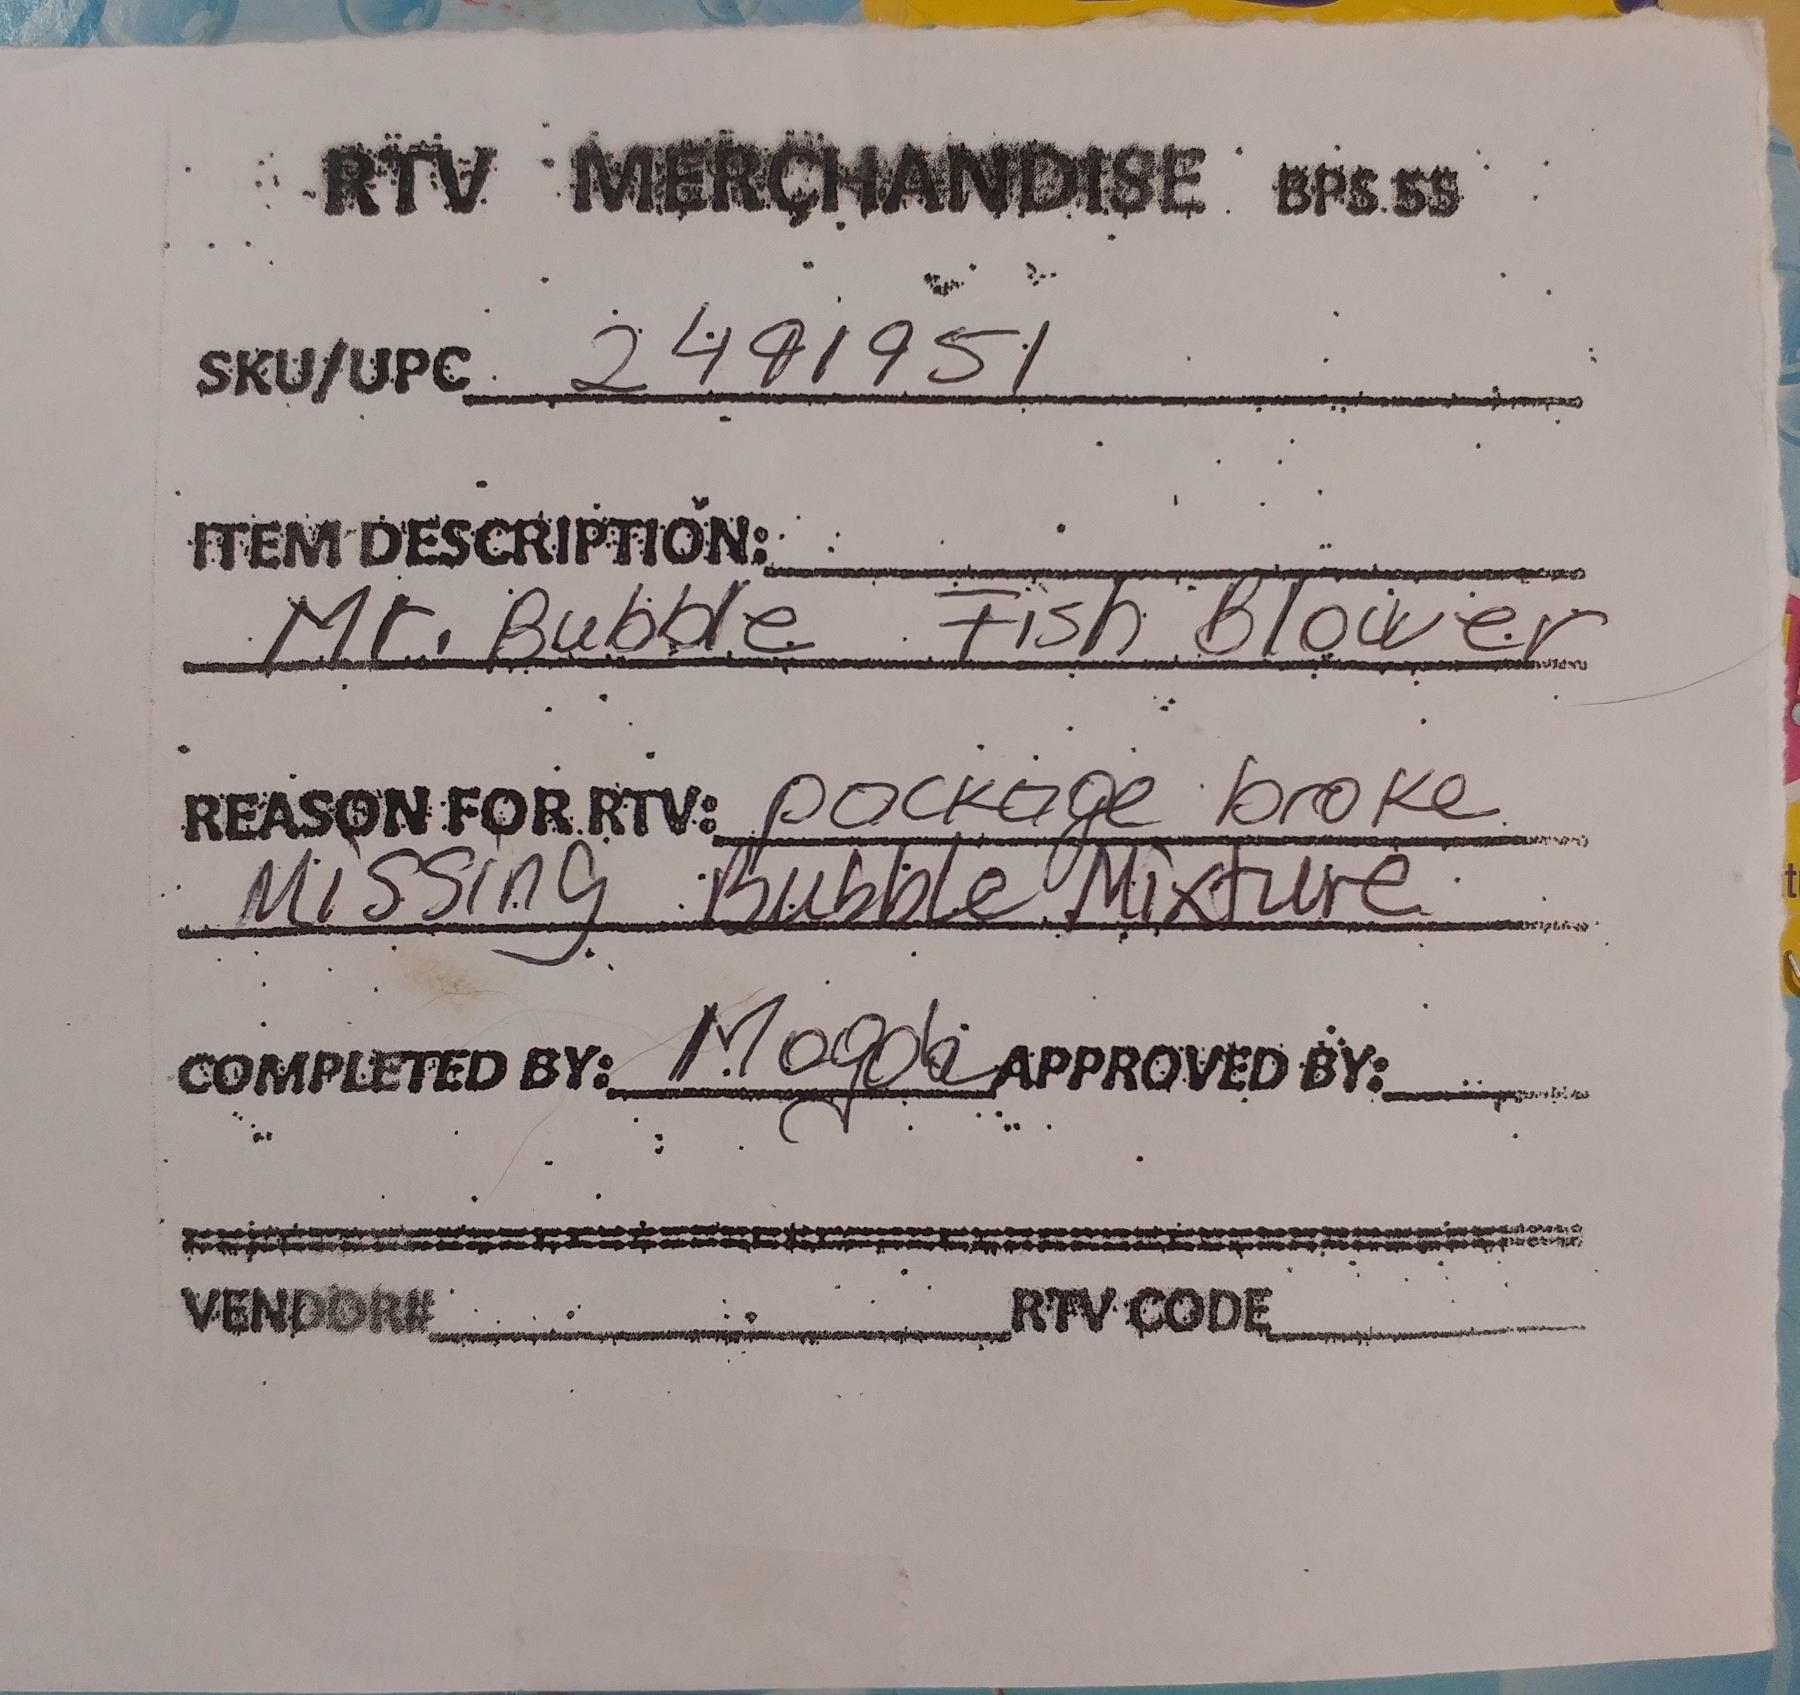 RTV MERCHANDISE BPS.55
SKU/UPC 2491951
ITEM DESCRIPTION:
Mr. Bubble Fish Blower
REASON FOR RTV: package broke
Missing Bubble Mixture
COMPLETED BY: Magda APPROVED BY:
VENDOR# RTV CODE